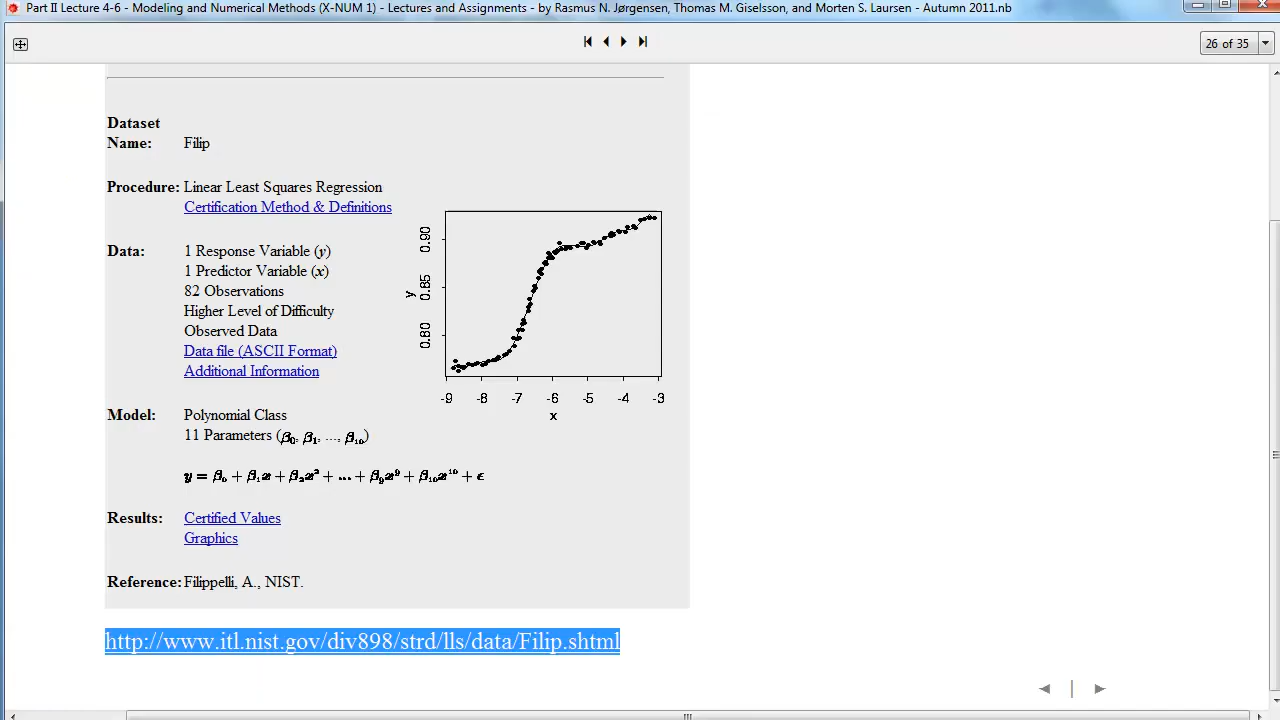 Part II Lecture 4-6 - Modeling and Numerical Methods (X-NUM 1) - Lectures and Assignments - by Rasmus N. Jørgensen, Thomas M. Giselsson, and Morten S. Laursen - Autumn 2011.nb
26 of 35
Dataset
Name: Filip
Procedure: Linear Least Squares Regression
Certification Method & Definitions
Data: 1 Response Variable (y)
1 Predictor Variable (x)
82 Observations
Higher Level of Difficulty
Observed Data
Data file (ASCII Format)
Additional Information
y
0.90
0.85
0.80
-9 -8 -7 -6 -5 -4 -3
x
Model: Polynomial Class
11 Parameters (β₀, β₁, ..., β₁₀)
y = β₀ + β₁x + β₂x² + ... + β₉x⁹ + β₁₀x¹⁰ + ϵ
Results: Certified Values
Graphics
Reference: Filippelli, A., NIST.
http://www.itl.nist.gov/div898/strd/lls/data/Filip.shtml